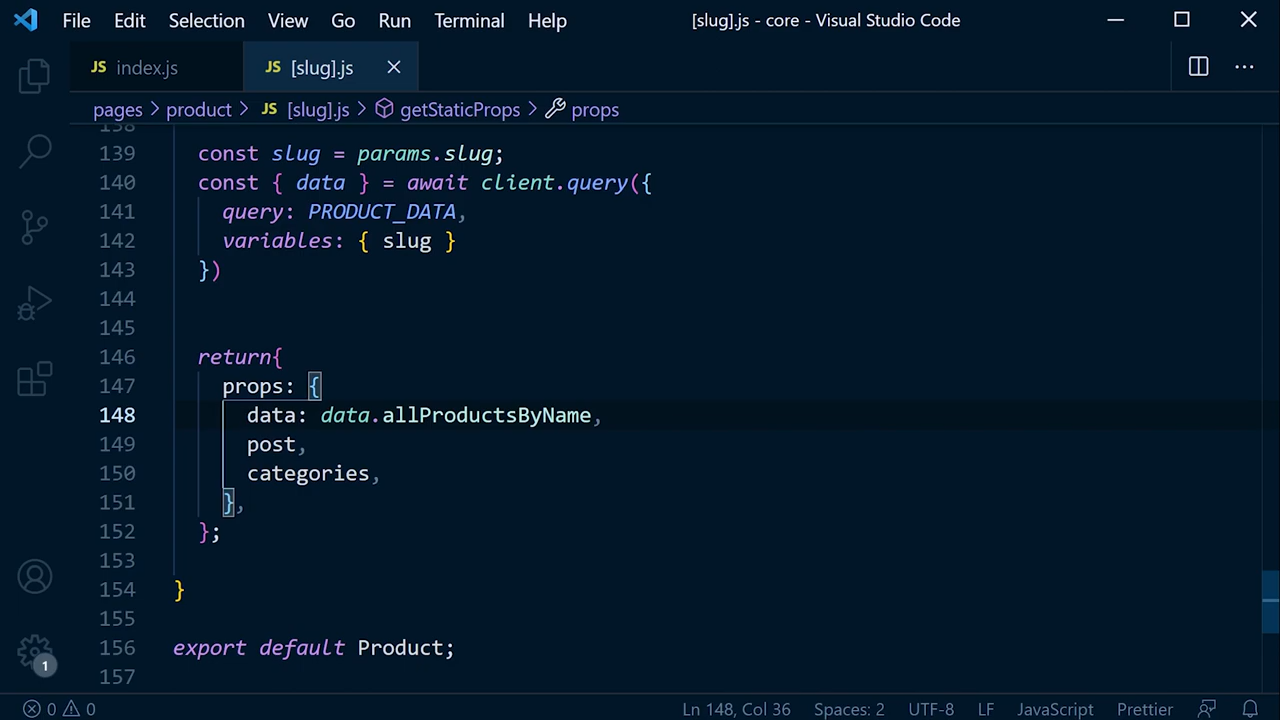 File Edit Selection View Go Run Terminal Help [slug].js - core - Visual Studio Code
JS index.js JS [slug].js
pages > product > JS [slug].js > getStaticProps > props
138
139 const slug = params.slug;
140 const { data } = await client.query({
141 query: PRODUCT_DATA,
142 variables: { slug }
143 })
144
145
146 return{
147 props: {
148 data: data.allProductsByName,
149 post,
150 categories,
151 },
152 };
153
154 }
155
156 export default Product;
157
1
0 0 Ln 148, Col 36 Spaces: 2 UTF-8 LF JavaScript Prettier